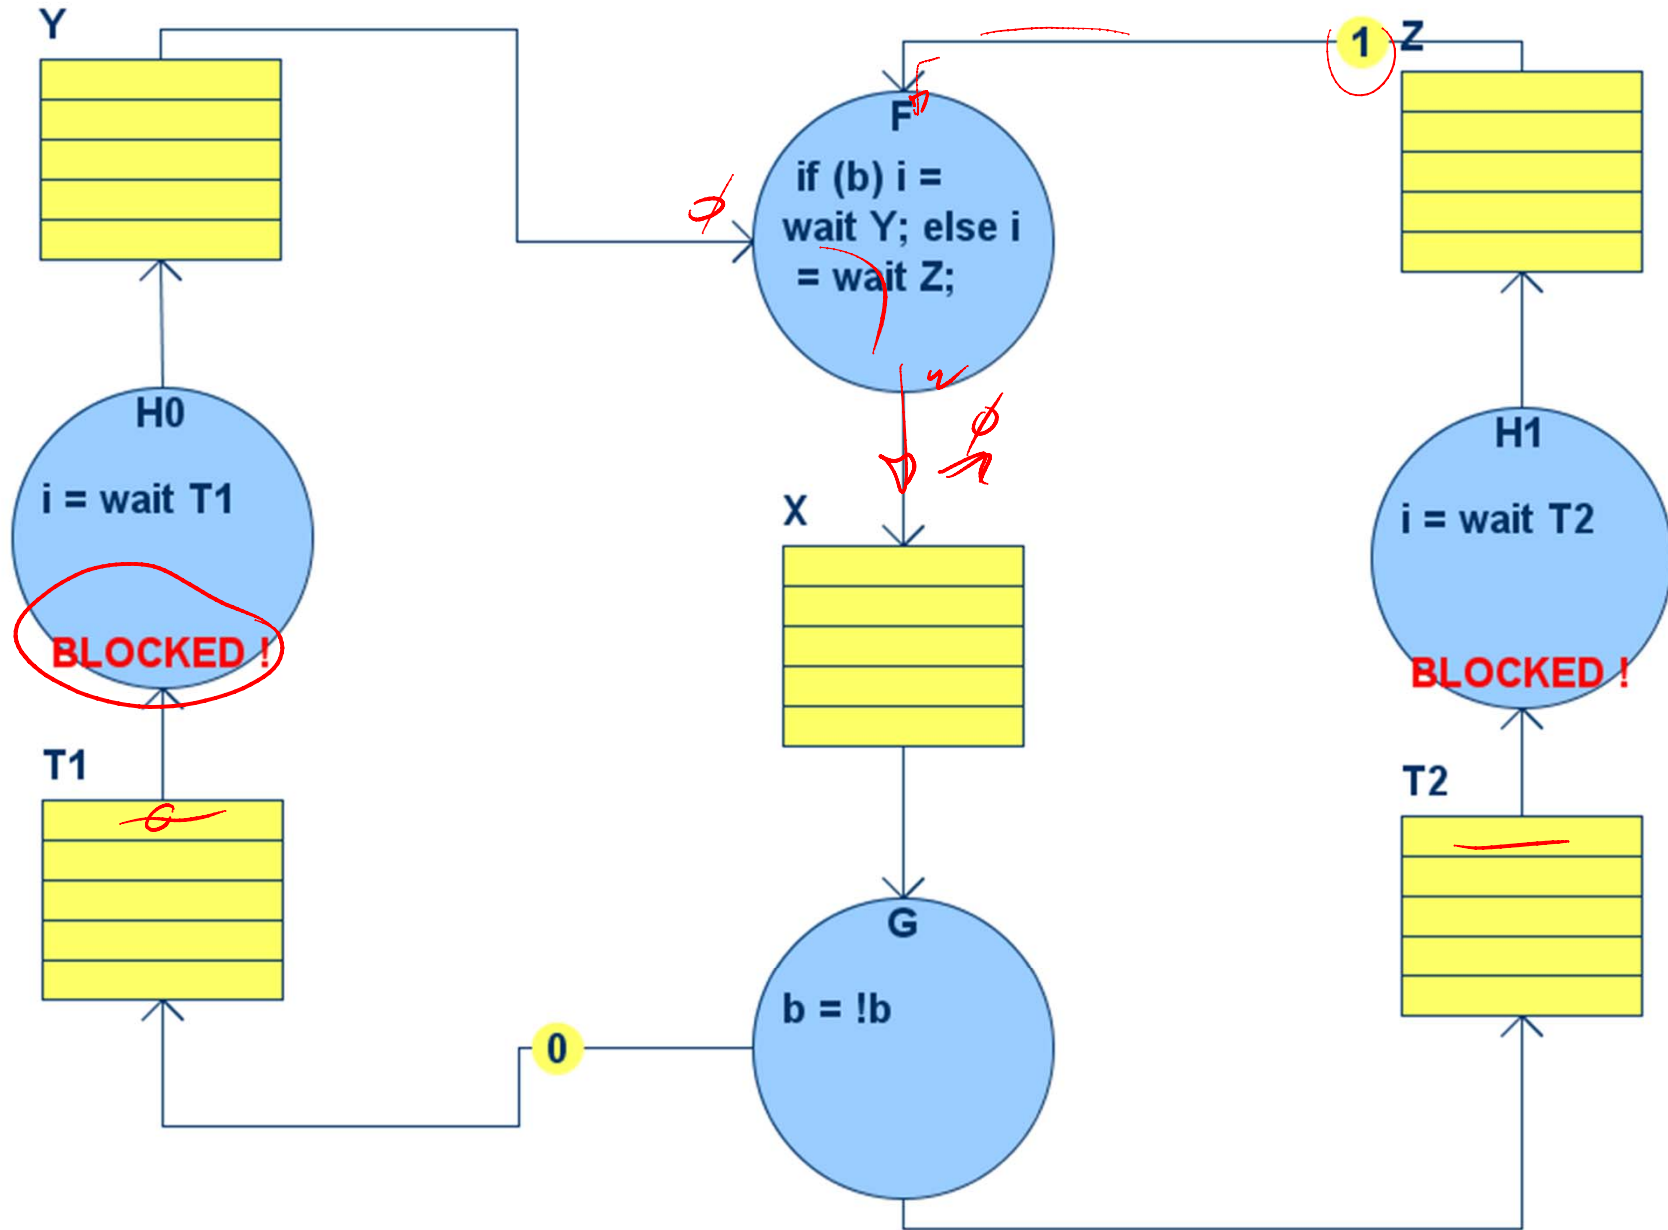 Y
1
Z
F
if (b) i =
wait Y; else i
= wait Z;
ϕ
H0
i = wait T1
BLOCKED !
ϕ
X
H1
i = wait T2
BLOCKED !
T1
T2
G
b = !b
0